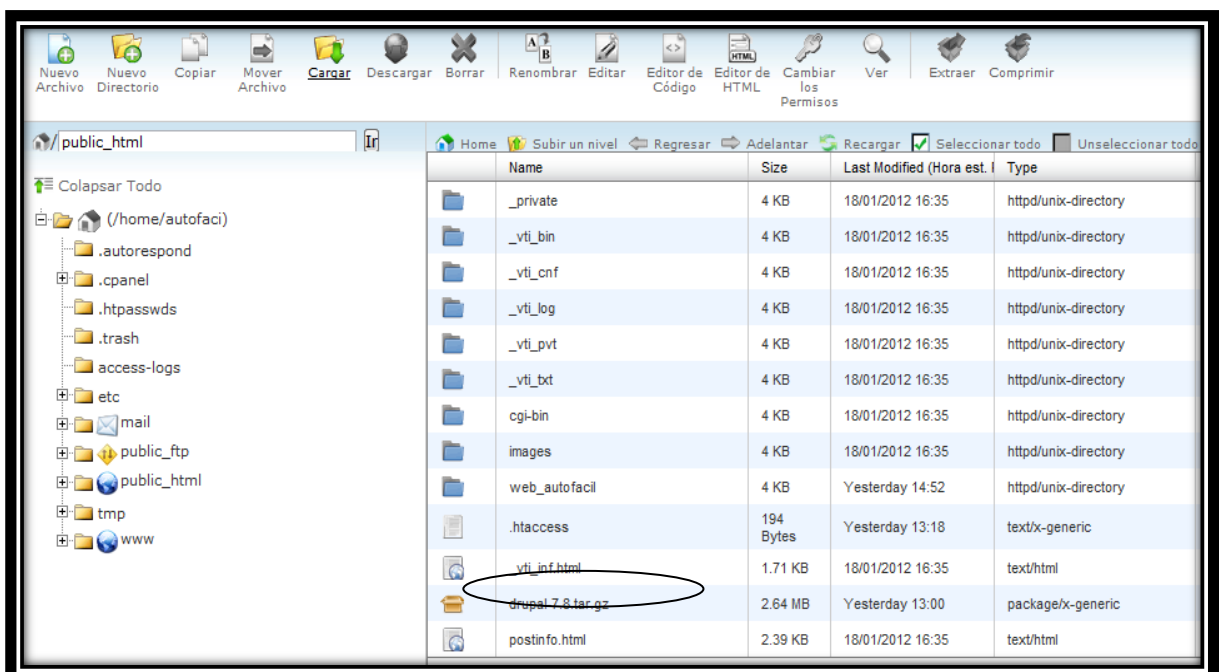 Nuevo Archivo
Nuevo Directorio
Copiar
Mover Archivo
Cargar
Descargar
Borrar
Renombrar
Editar
Editor de Código
Editor de HTML
Cambiar los Permisos
Ver
Extraer
Comprimir
/ public_html Ir
Home Subir un nivel Regresar Adelantar Recargar Seleccionar todo Unseleccionar todo
Colapsar Todo
(/home/autofaci)
.autorespond
.cpanel
.htpasswds
.trash
access-logs
etc
mail
public_ftp
public_html
tmp
www
Name Size Last Modified (Hora est. Type
_private 4 KB 18/01/2012 16:35 httpd/unix-directory
_vti_bin 4 KB 18/01/2012 16:35 httpd/unix-directory
_vti_cnf 4 KB 18/01/2012 16:35 httpd/unix-directory
_vti_log 4 KB 18/01/2012 16:35 httpd/unix-directory
_vti_pvt 4 KB 18/01/2012 16:35 httpd/unix-directory
_vti_txt 4 KB 18/01/2012 16:35 httpd/unix-directory
cgi-bin 4 KB 18/01/2012 16:35 httpd/unix-directory
images 4 KB 18/01/2012 16:35 httpd/unix-directory
web_autofacil 4 KB Yesterday 14:52 httpd/unix-directory
.htaccess 194 Bytes Yesterday 13:18 text/x-generic
_vti_inf.html 1.71 KB 18/01/2012 16:35 text/html
drupal-7.8.tar.gz 2.64 MB Yesterday 13:00 package/x-generic
postinfo.html 2.39 KB 18/01/2012 16:35 text/html